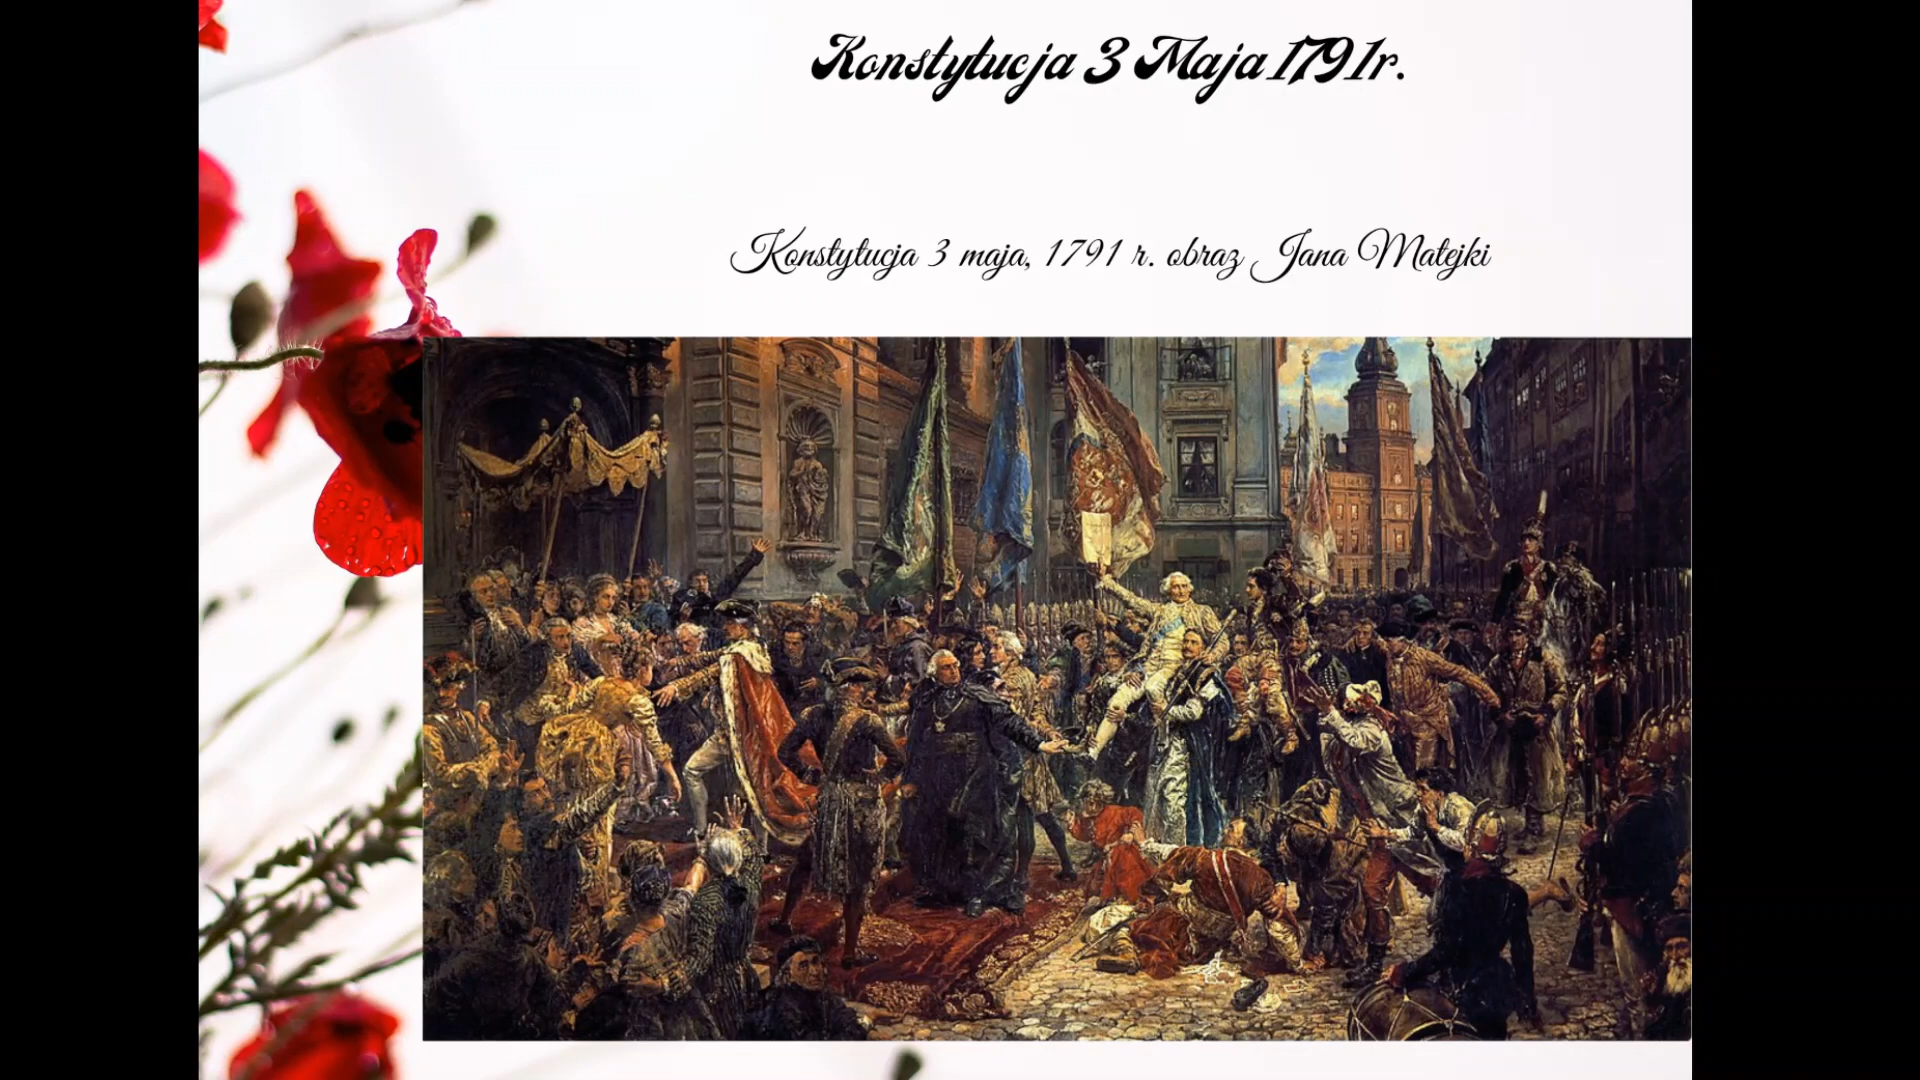 Konstytucja 3 Maja 1791r.
Konstytucja 3 maja, 1791 r. obraz Jana Matejki